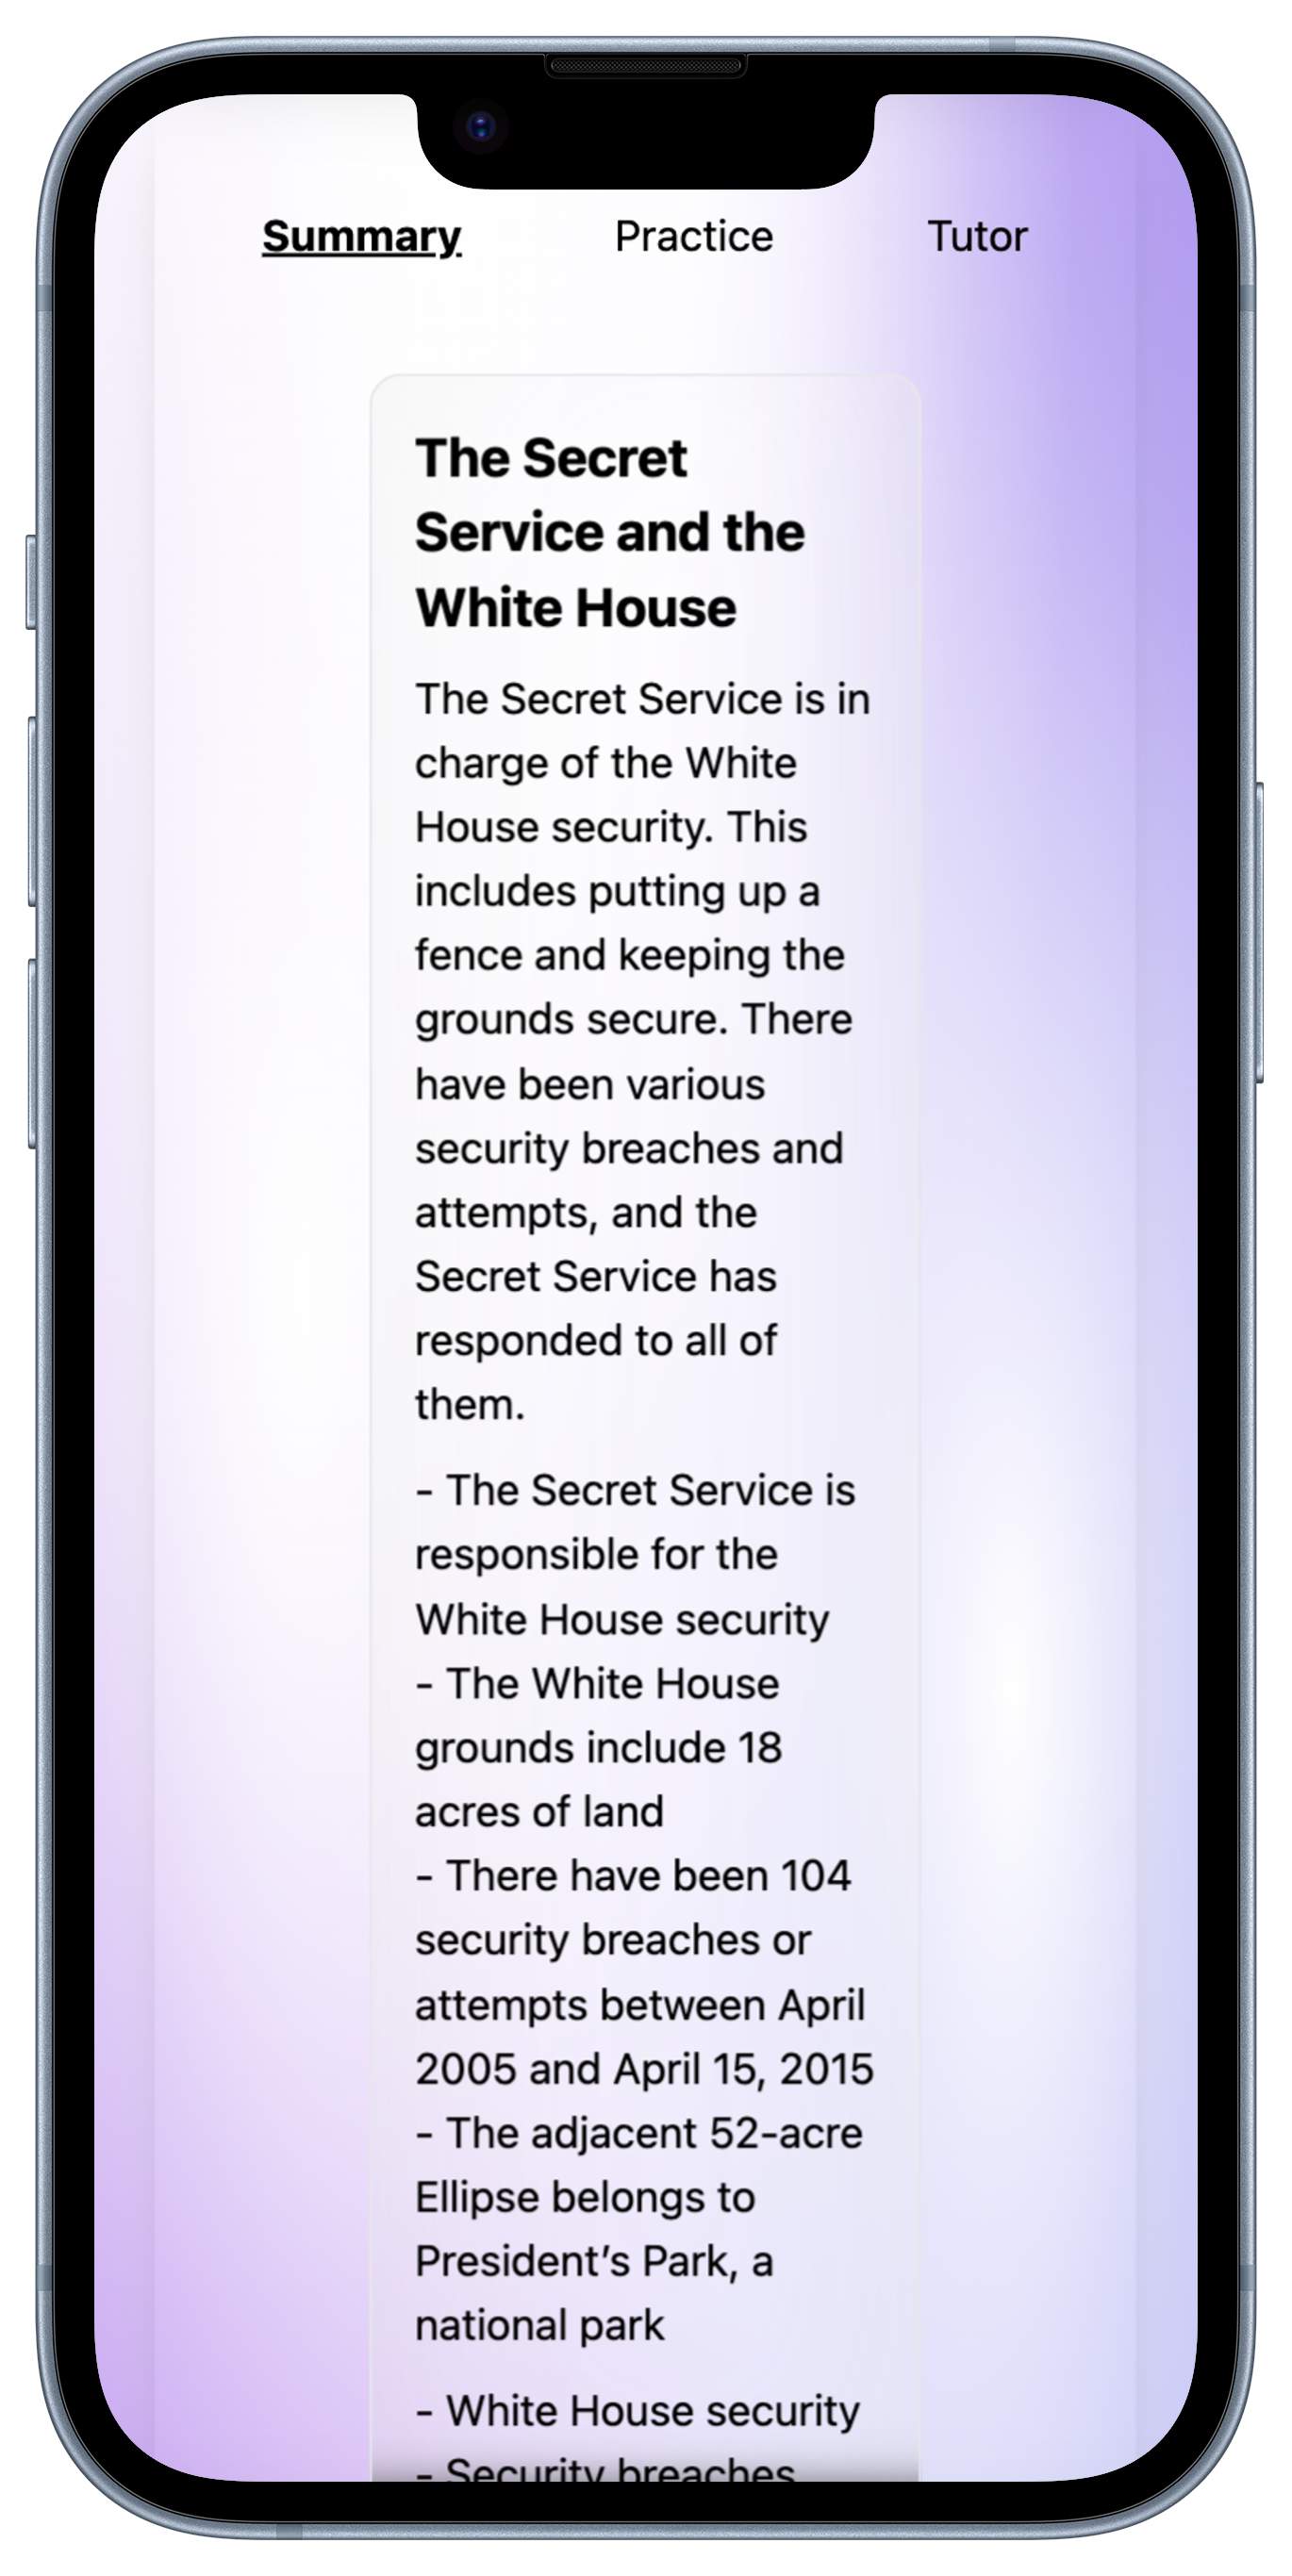 Summary Practice Tutor
The Secret
Service and the
White House
The Secret Service is in
charge of the White
House security. This
includes putting up a
fence and keeping the
grounds secure. There
have been various
security breaches and
attempts, and the
Secret Service has
responded to all of
them.
- The Secret Service is
responsible for the
White House security
- The White House
grounds include 18
acres of land
- There have been 104
security breaches or
attempts between April
2005 and April 15, 2015
- The adjacent 52-acre
Ellipse belongs to
President’s Park, a
national park
- White House security
- Security breaches